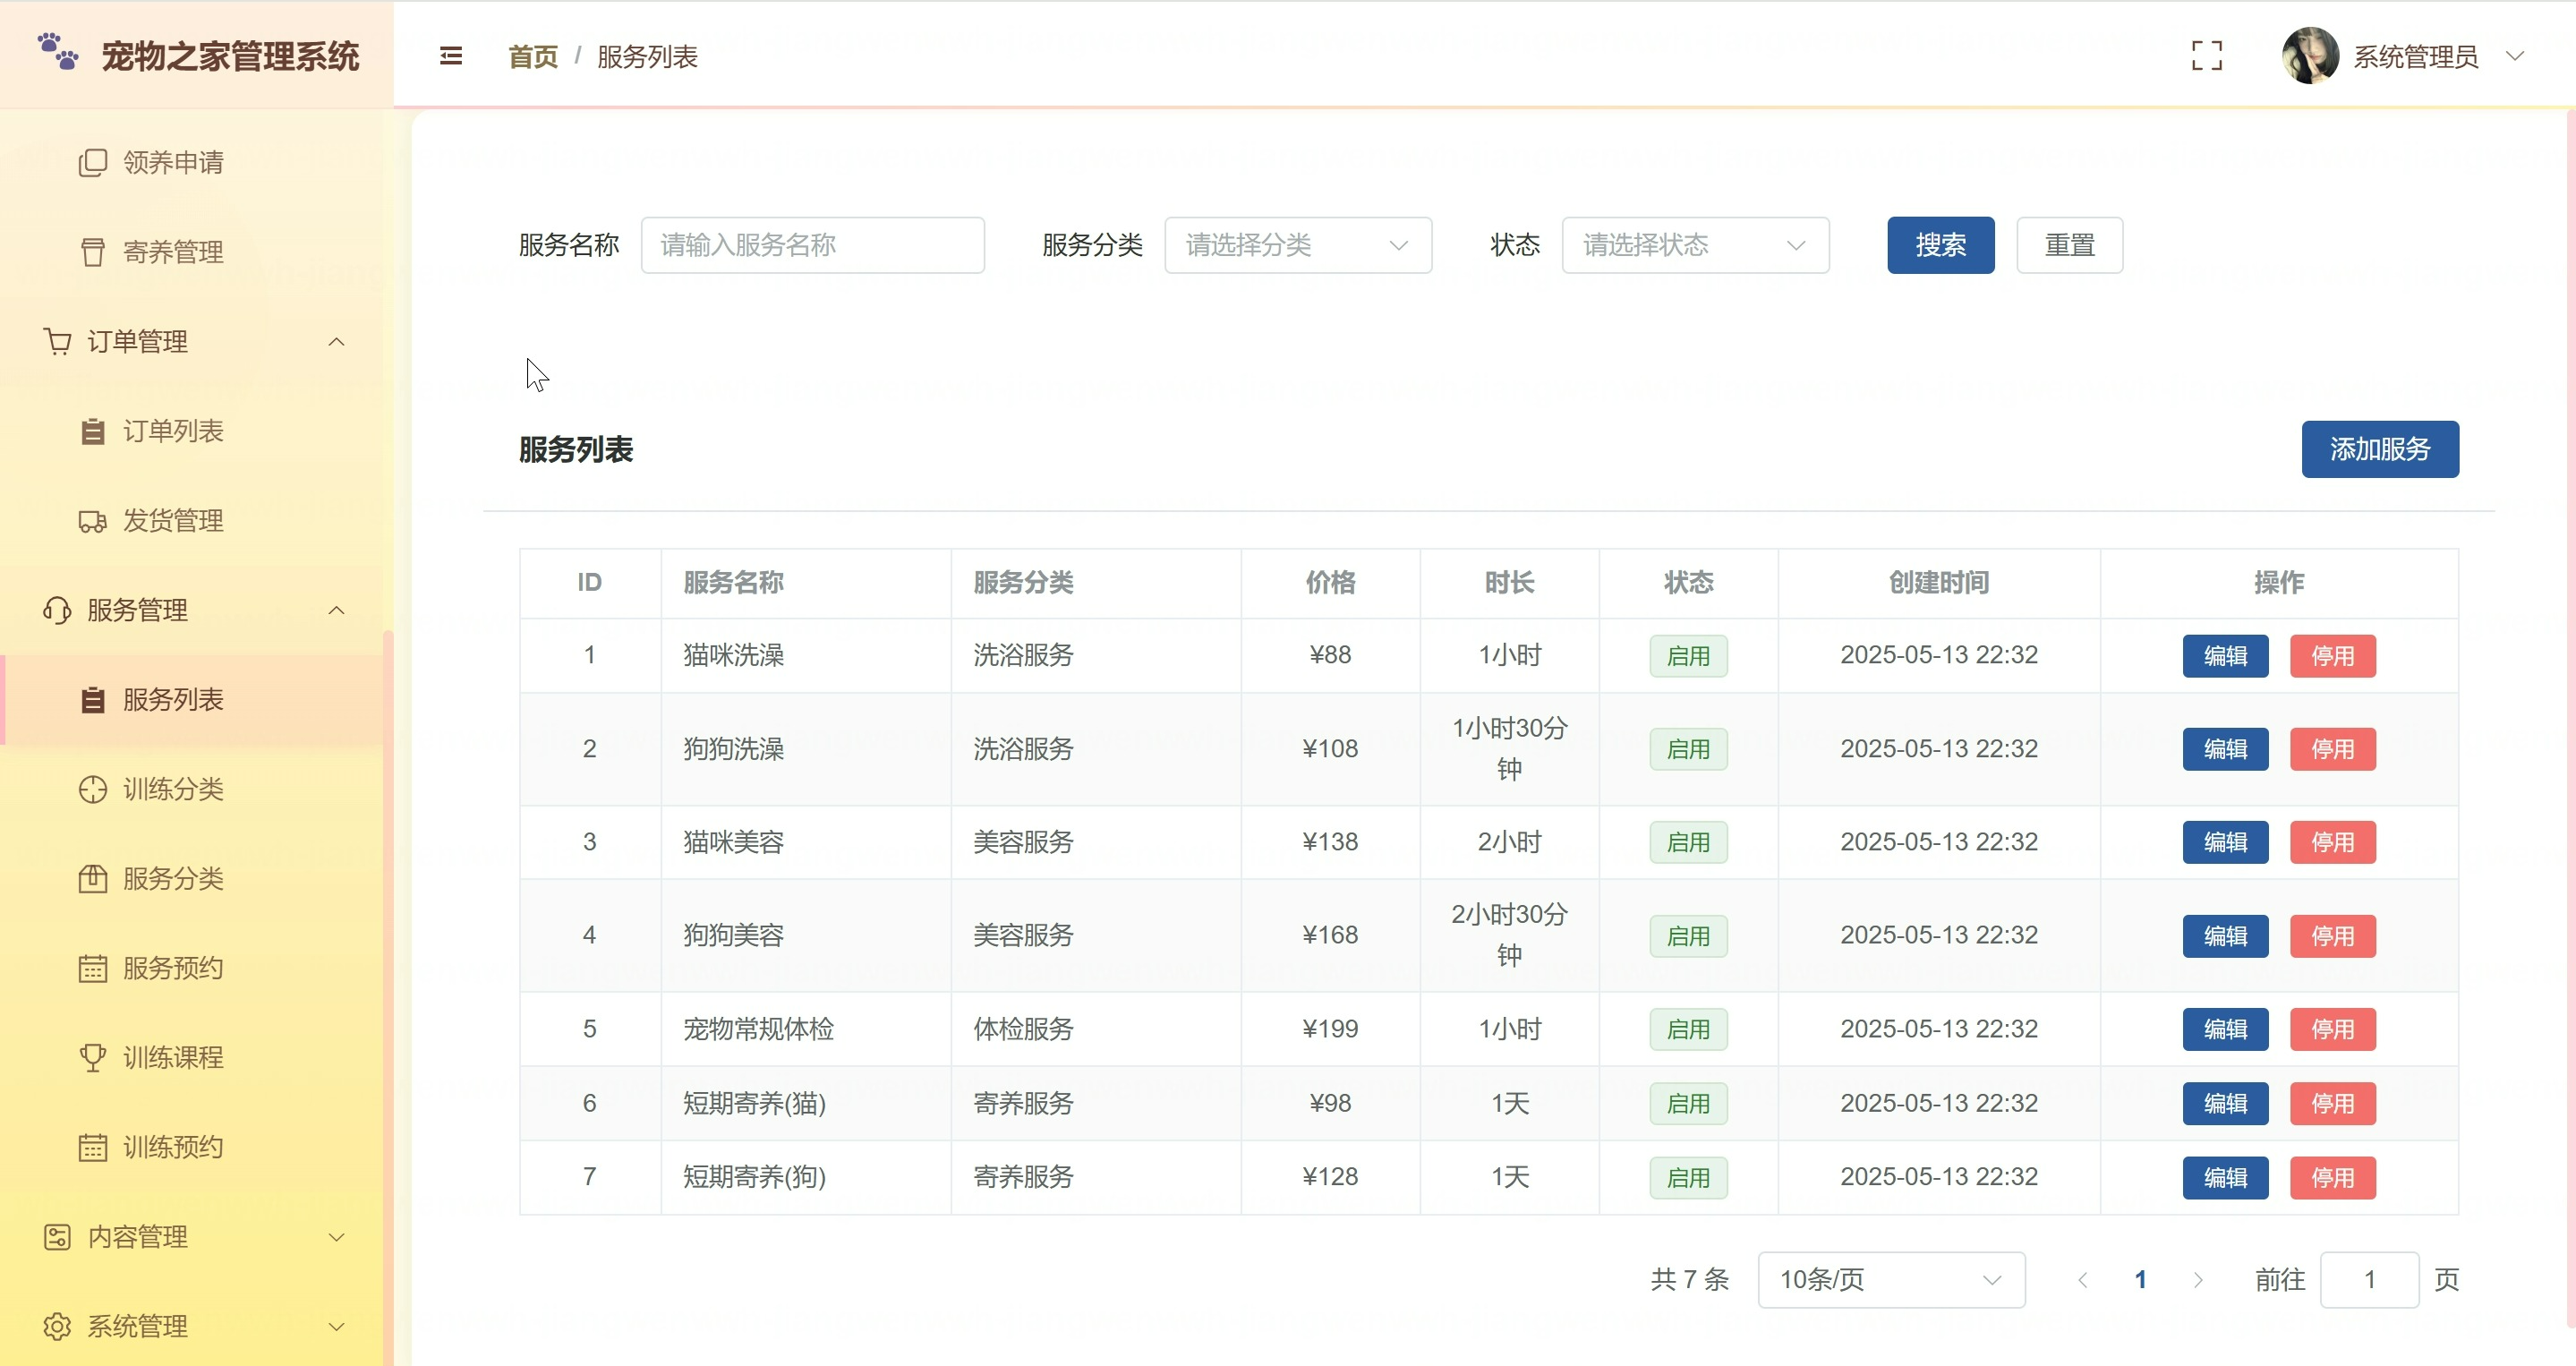 宠物之家管理系统
首页 / 服务列表
系统管理员
领养申请
寄养管理
订单管理
订单列表
发货管理
服务管理
服务列表
训练分类
服务分类
服务预约
训练课程
训练预约
内容管理
系统管理
服务名称 请输入服务名称 服务分类 请选择分类 状态 请选择状态 搜索 重置
服务列表 添加服务
ID 服务名称 服务分类 价格 时长 状态 创建时间 操作
1 猫咪洗澡 洗浴服务 ¥88 1小时 启用 2025-05-13 22:32 编辑 停用
2 狗狗洗澡 洗浴服务 ¥108 1小时30分钟 启用 2025-05-13 22:32 编辑 停用
3 猫咪美容 美容服务 ¥138 2小时 启用 2025-05-13 22:32 编辑 停用
4 狗狗美容 美容服务 ¥168 2小时30分钟 启用 2025-05-13 22:32 编辑 停用
5 宠物常规体检 体检服务 ¥199 1小时 启用 2025-05-13 22:32 编辑 停用
6 短期寄养(猫) 寄养服务 ¥98 1天 启用 2025-05-13 22:32 编辑 停用
7 短期寄养(狗) 寄养服务 ¥128 1天 启用 2025-05-13 22:32 编辑 停用
共 7 条 10条/页 1 前往 1 页